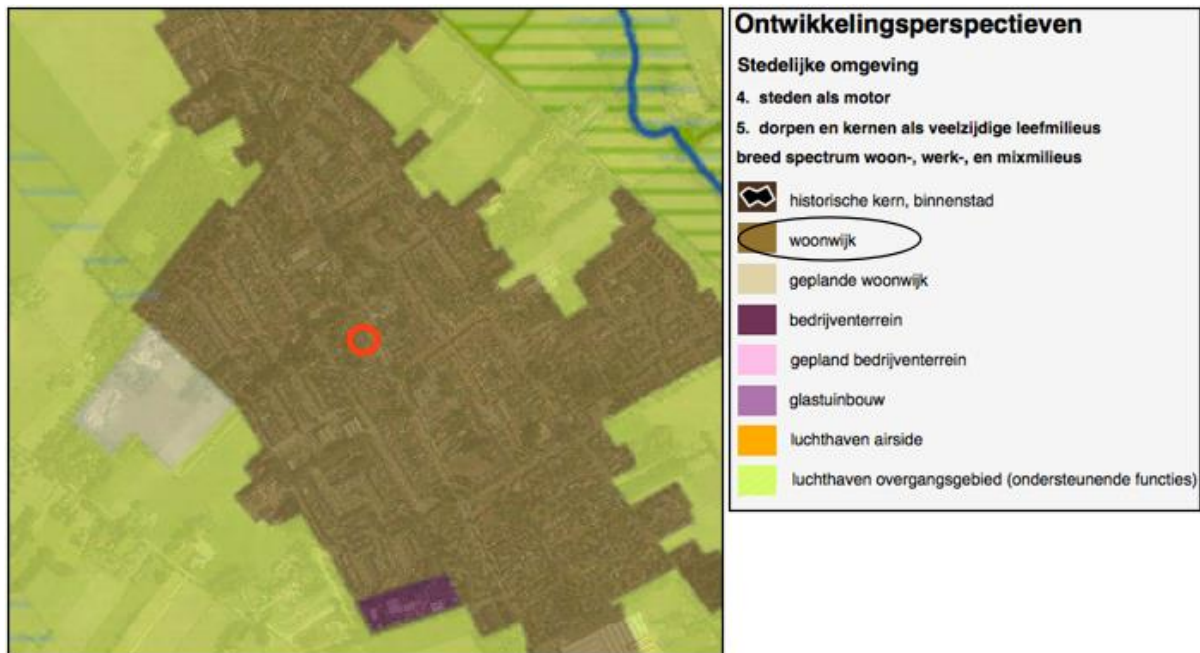 Ontwikkelingsperspectieven
Stedelijke omgeving
4. steden als motor
5. dorpen en kernen als veelzijdige leefmilieus
breed spectrum woon-, werk-, en mixmilieus
historische kern, binnenstad
woonwijk
geplande woonwijk
bedrijventerrein
gepland bedrijventerrein
glastuinbouw
luchthaven airside
luchthaven overgangsgebied (ondersteunende functies)